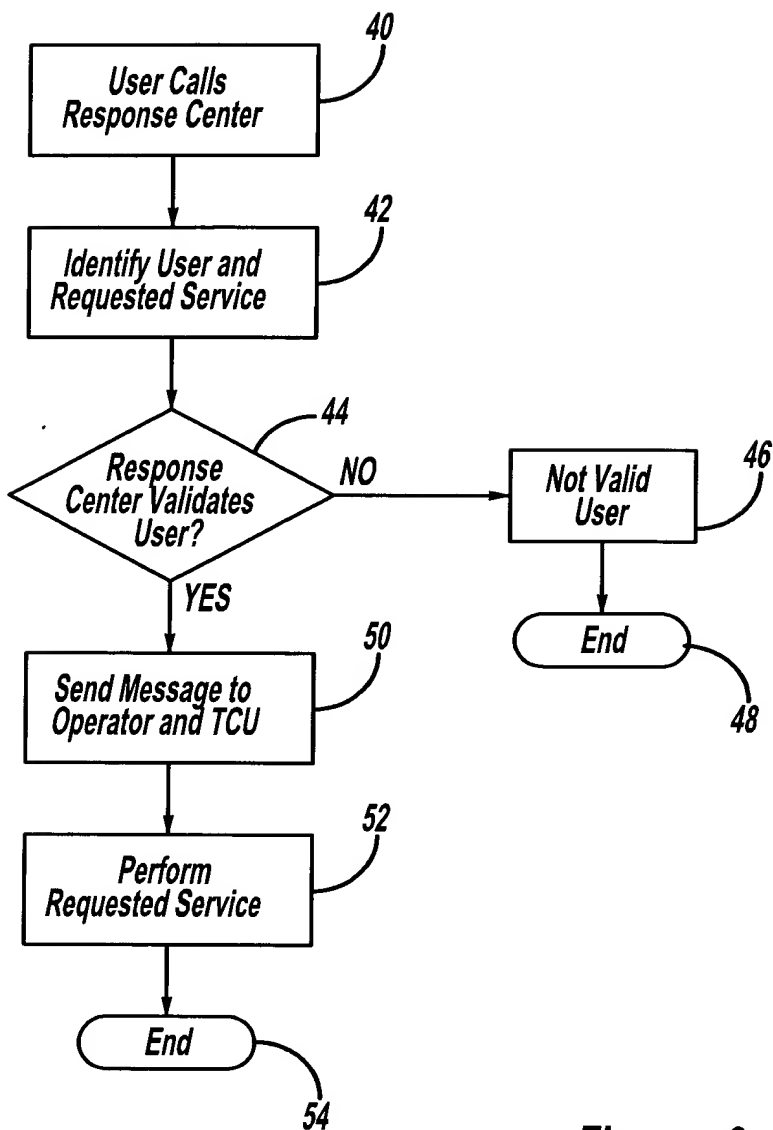 40
User Calls
Response Center
42
Identify User and
Requested Service
44
Response
Center Validates
User?
NO
46
Not Valid
User
YES
End
48
50
Send Message to
Operator and TCU
52
Perform
Requested Service
End
54